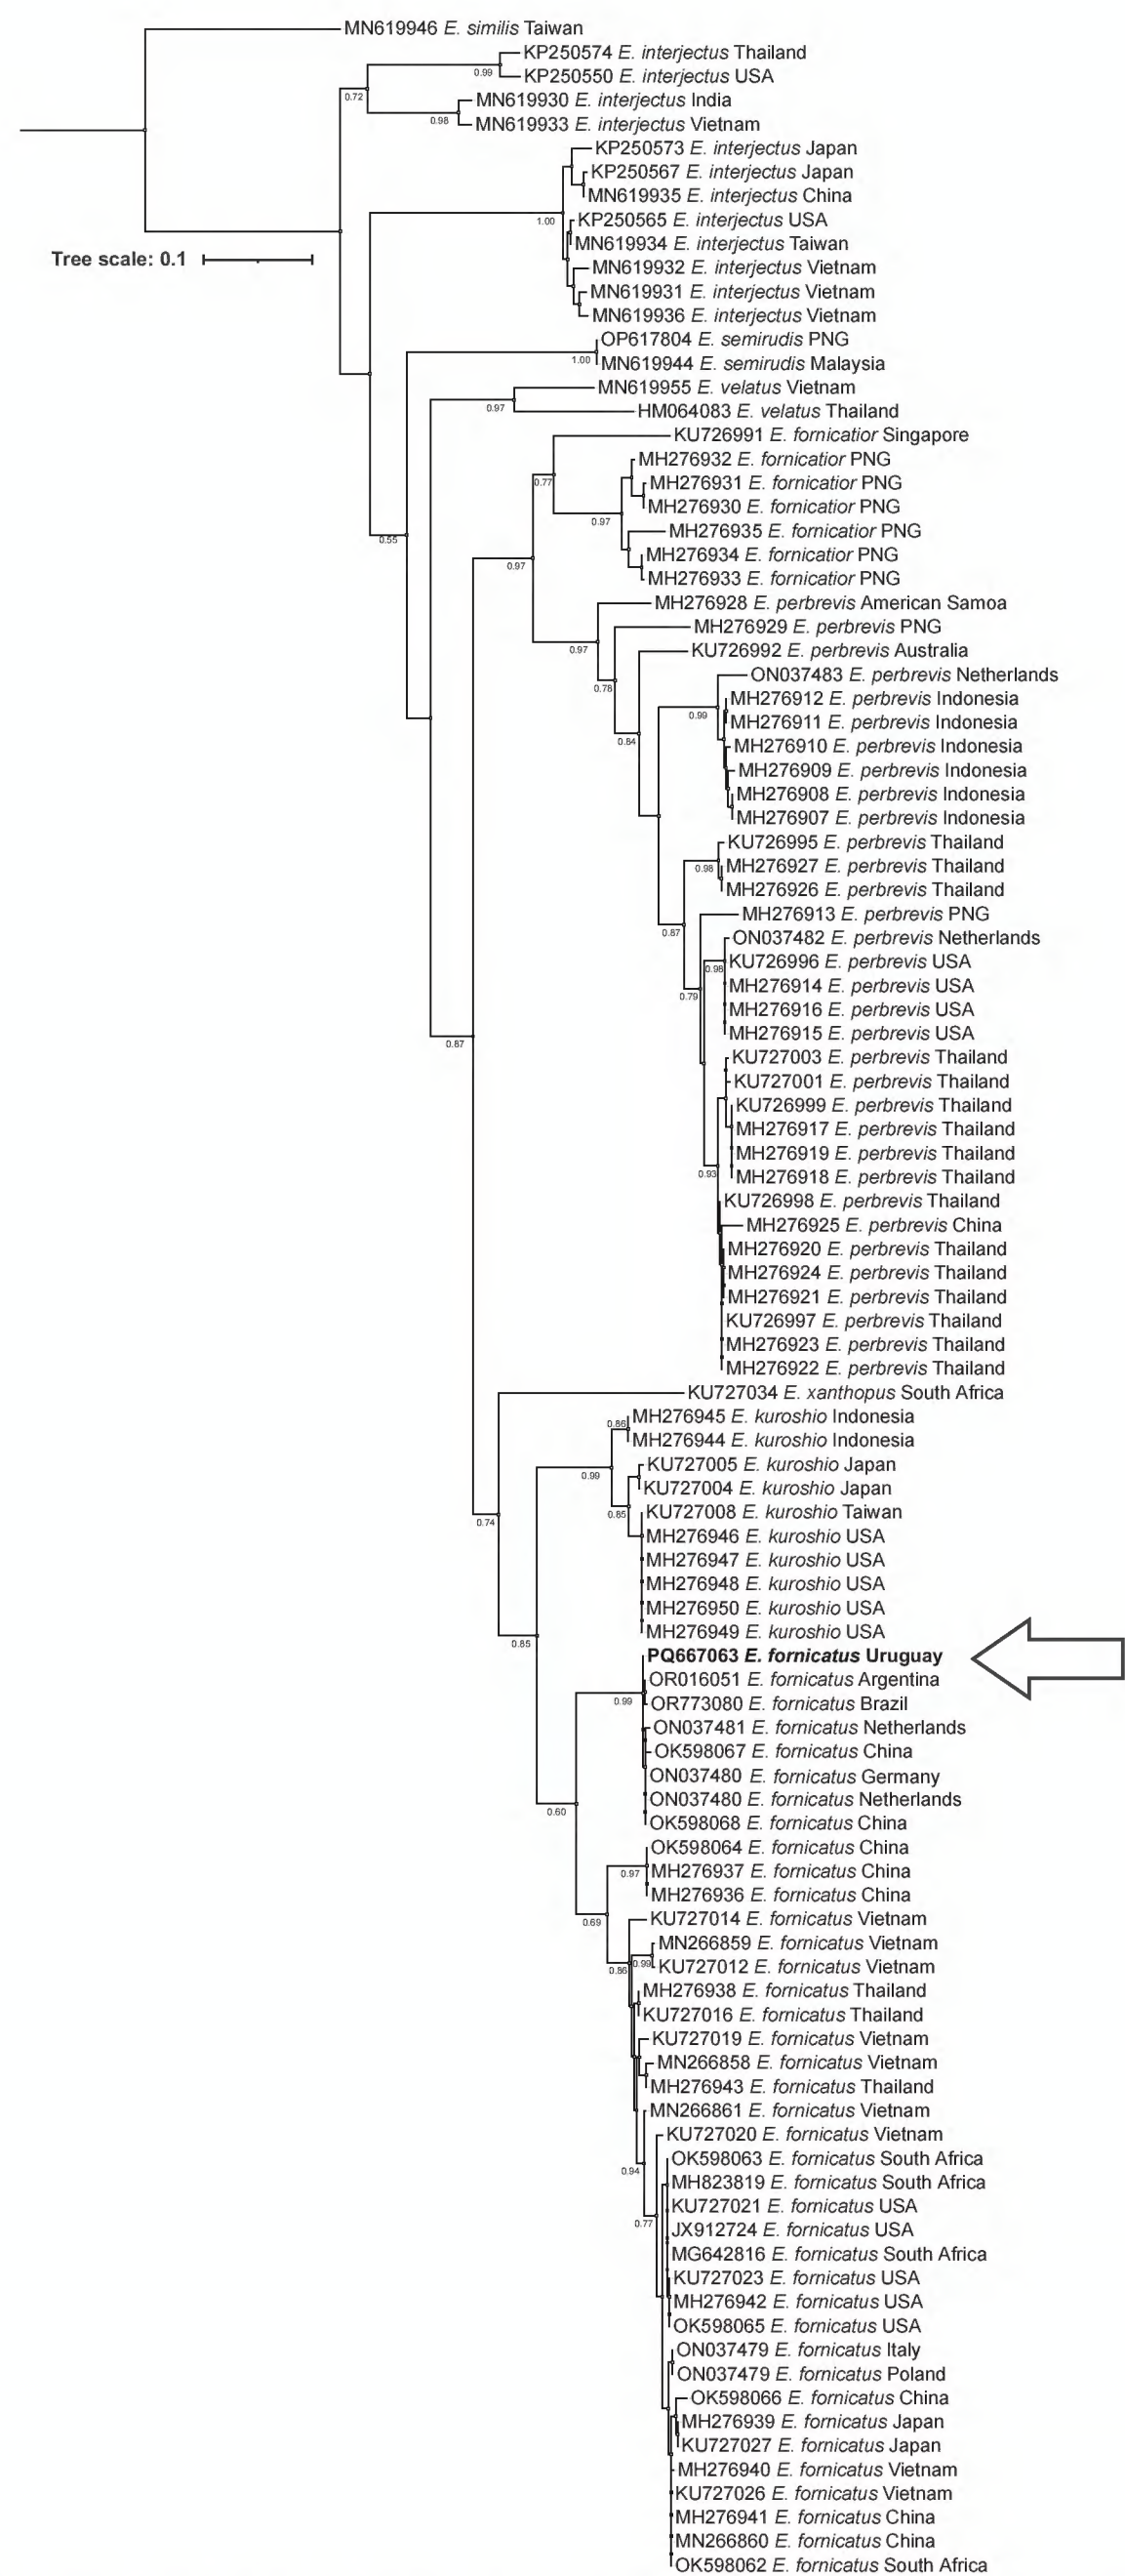 MN619946 E. similis Taiwan
KP250574 E. interjectus Thailand
0.99
KP250550 E. interjectus USA
0.72
MN619930 E. interjectus India
0.98
MN619933 E. interjectus Vietnam
KP250573 E. interjectus Japan
KP250567 E. interjectus Japan
MN619935 E. interjectus China
1.00
KP250565 E. interjectus USA
MN619934 E. interjectus Taiwan
Tree scale: 0.1
MN619932 E. interjectus Vietnam
MN619931 E. interjectus Vietnam
MN619936 E. interjectus Vietnam
OP617804 E. semirudis PNG
1.00
MN619944 E. semirudis Malaysia
MN619955 E. velatus Vietnam
0.97
HM064083 E. velatus Thailand
KU726991 E. fornicatior Singapore
MH276932 E. fornicatior PNG
0.77
MH276931 E. fornicatior PNG
MH276930 E. fornicatior PNG
0.97
MH276935 E. fornicatior PNG
0.55
MH276934 E. fornicatior PNG
0.97
MH276933 E. fornicatior PNG
MH276928 E. perbrevis American Samoa
MH276929 E. perbrevis PNG
0.97
KU726992 E. perbrevis Australia
ON037483 E. perbrevis Netherlands
0.78
MH276912 E. perbrevis Indonesia
0.99
MH276911 E. perbrevis Indonesia
0.84
MH276910 E. perbrevis Indonesia
MH276909 E. perbrevis Indonesia
MH276908 E. perbrevis Indonesia
MH276907 E. perbrevis Indonesia
KU726995 E. perbrevis Thailand
0.98
MH276927 E. perbrevis Thailand
MH276926 E. perbrevis Thailand
MH276913 E. perbrevis PNG
0.87
ON037482 E. perbrevis Netherlands
0.98
KU726996 E. perbrevis USA
MH276914 E. perbrevis USA
0.79
MH276916 E. perbrevis USA
MH276915 E. perbrevis USA
0.87
KU727003 E. perbrevis Thailand
KU727001 E. perbrevis Thailand
KU726999 E. perbrevis Thailand
MH276917 E. perbrevis Thailand
MH276919 E. perbrevis Thailand
0.93
MH276918 E. perbrevis Thailand
KU726998 E. perbrevis Thailand
MH276925 E. perbrevis China
MH276920 E. perbrevis Thailand
MH276924 E. perbrevis Thailand
MH276921 E. perbrevis Thailand
KU726997 E. perbrevis Thailand
MH276923 E. perbrevis Thailand
MH276922 E. perbrevis Thailand
KU727034 E. xanthopus South Africa
MH276945 E. kuroshio Indonesia
0.86
MH276944 E. kuroshio Indonesia
KU727005 E. kuroshio Japan
0.99
KU727004 E. kuroshio Japan
KU727008 E. kuroshio Taiwan
0.85
0.74
MH276946 E. kuroshio USA
MH276947 E. kuroshio USA
MH276948 E. kuroshio USA
MH276950 E. kuroshio USA
MH276949 E. kuroshio USA
0.85
PQ667063 E. fornicatus Uruguay
OR016051 E. fornicatus Argentina
0.99
OR773080 E. fornicatus Brazil
ON037481 E. fornicatus Netherlands
OK598067 E. fornicatus China
ON037480 E. fornicatus Germany
ON037480 E. fornicatus Netherlands
0.60
OK598068 E. fornicatus China
OK598064 E. fornicatus China
0.97
MH276937 E. fornicatus China
MH276936 E. fornicatus China
0.69
KU727014 E. fornicatus Vietnam
MN266859 E. fornicatus Vietnam
0.99
0.86
KU727012 E. fornicatus Vietnam
MH276938 E. fornicatus Thailand
KU727016 E. fornicatus Thailand
KU727019 E. fornicatus Vietnam
MN266858 E. fornicatus Vietnam
MH276943 E. fornicatus Thailand
MN266861 E. fornicatus Vietnam
KU727020 E. fornicatus Vietnam
OK598063 E. fornicatus South Africa
0.94
MH823819 E. fornicatus South Africa
KU727021 E. fornicatus USA
0.77
JX912724 E. fornicatus USA
MG642816 E. fornicatus South Africa
KU727023 E. fornicatus USA
MH276942 E. fornicatus USA
OK598065 E. fornicatus USA
ON037479 E. fornicatus Italy
ON037479 E. fornicatus Poland
OK598066 E. fornicatus China
MH276939 E. fornicatus Japan
KU727027 E. fornicatus Japan
MH276940 E. fornicatus Vietnam
KU727026 E. fornicatus Vietnam
MH276941 E. fornicatus China
MN266860 E. fornicatus China
OK598062 E. fornicatus South Africa